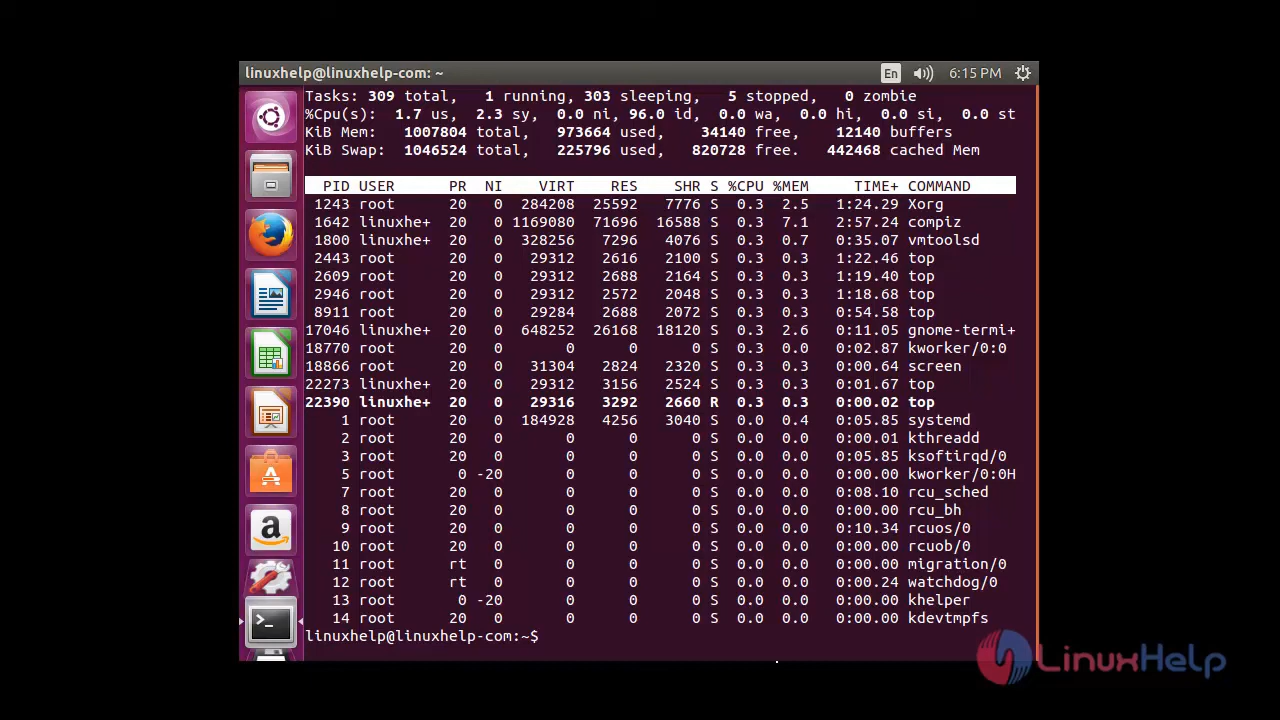 linuxhelp@linuxhelp-com: ~ En 6:15 PM
Tasks: 309 total, 1 running, 303 sleeping, 5 stopped, 0 zombie
%Cpu(s): 1.7 us, 2.3 sy, 0.0 ni, 96.0 id, 0.0 wa, 0.0 hi, 0.0 si, 0.0 st
KiB Mem: 1007804 total, 973664 used, 34140 free, 12140 buffers
KiB Swap: 1046524 total, 225796 used, 820728 free. 442468 cached Mem
PID USER PR NI VIRT RES SHR S %CPU %MEM TIME+ COMMAND
1243 root 20 0 284208 25592 7776 S 0.3 2.5 1:24.29 Xorg
1642 linuxhe+ 20 0 1169080 71696 16588 S 0.3 7.1 2:57.24 compiz
1800 linuxhe+ 20 0 328256 7296 4076 S 0.3 0.7 0:35.07 vmtoolsd
2443 root 20 0 29312 2616 2100 S 0.3 0.3 1:22.46 top
2609 root 20 0 29312 2688 2164 S 0.3 0.3 1:19.40 top
2946 root 20 0 29312 2572 2048 S 0.3 0.3 1:18.68 top
8911 root 20 0 29284 2688 2072 S 0.3 0.3 0:54.58 top
17046 linuxhe+ 20 0 648252 26168 18120 S 0.3 2.6 0:11.05 gnome-termi+
18770 root 20 0 0 0 0 S 0.3 0.0 0:02.87 kworker/0:0
18866 root 20 0 31304 2824 2320 S 0.3 0.3 0:00.64 screen
22273 linuxhe+ 20 0 29312 3156 2524 S 0.3 0.3 0:01.67 top
22390 linuxhe+ 20 0 29316 3292 2660 R 0.3 0.3 0:00.02 top
1 root 20 0 184928 4256 3040 S 0.0 0.4 0:05.85 systemd
2 root 20 0 0 0 0 S 0.0 0.0 0:00.01 kthreadd
3 root 20 0 0 0 0 S 0.0 0.0 0:05.85 ksoftirqd/0
5 root 0 -20 0 0 0 S 0.0 0.0 0:00.00 kworker/0:0H
7 root 20 0 0 0 0 S 0.0 0.0 0:08.10 rcu_sched
8 root 20 0 0 0 0 S 0.0 0.0 0:00.00 rcu_bh
9 root 20 0 0 0 0 S 0.0 0.0 0:10.34 rcuos/0
10 root 20 0 0 0 0 S 0.0 0.0 0:00.00 rcuob/0
11 root rt 0 0 0 0 S 0.0 0.0 0:00.00 migration/0
12 root rt 0 0 0 0 S 0.0 0.0 0:00.24 watchdog/0
13 root 0 -20 0 0 0 S 0.0 0.0 0:00.00 khelper
14 root 20 0 0 0 0 S 0.0 0.0 0:00.00 kdevtmpfs
linuxhelp@linuxhelp-com:~$
LinuxHelp